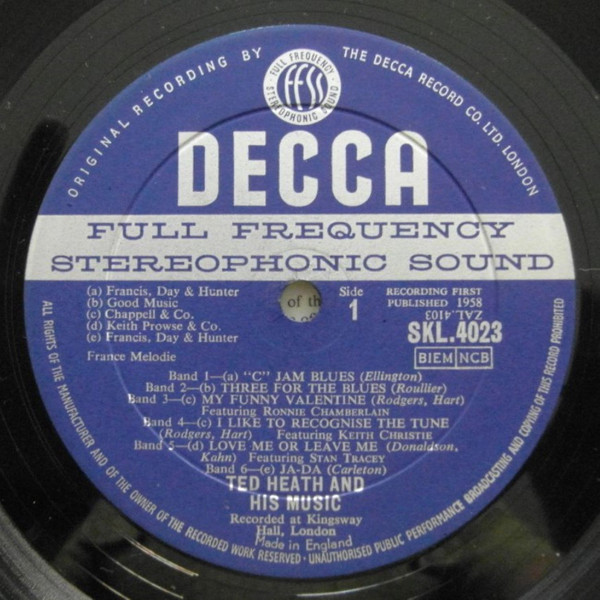 ORIGINAL RECORDING BY THE DECCA RECORD CO. LTD. LONDON
FULL FREQUENCY
FFSS
STEREOPHONIC SOUND
DECCA
FULL FREQUENCY
STEREOPHONIC SOUND
(a) Francis, Day & Hunter
(b) Good Music
(c) Chappell & Co.
(d) Keith Prowse & Co.
(e) Francis, Day & Hunter
France Melodie
of th
Side
1
RECORDING FIRST
PUBLISHED 1958
ZAL.4103
SKL.4023
BIEM NCB
Band 1—(a) "C" JAM BLUES (Ellington)
Band 2—(b) THREE FOR THE BLUES (Roullier)
Band 3—(c) MY FUNNY VALENTINE (Rodgers, Hart)
Featuring RONNIE CHAMBERLAIN
Band 4—(c) I LIKE TO RECOGNISE THE TUNE
(Rodgers, Hart) Featuring KEITH CHRISTIE
Band 5—(d) LOVE ME OR LEAVE ME (Donaldson,
Kahn) Featuring STAN TRACEY
Band 6—(e) JA-DA (Carleton)
TED HEATH AND
HIS MUSIC
Recorded at Kingsway
Hall, London
Made in England
ALL RIGHTS OF THE MANUFACTURER AND OF THE OWNER OF THE RECORDED WORK RESERVED · UNAUTHORISED PUBLIC PERFORMANCE BROADCASTING AND COPYING OF THIS RECORD PROHIBITED